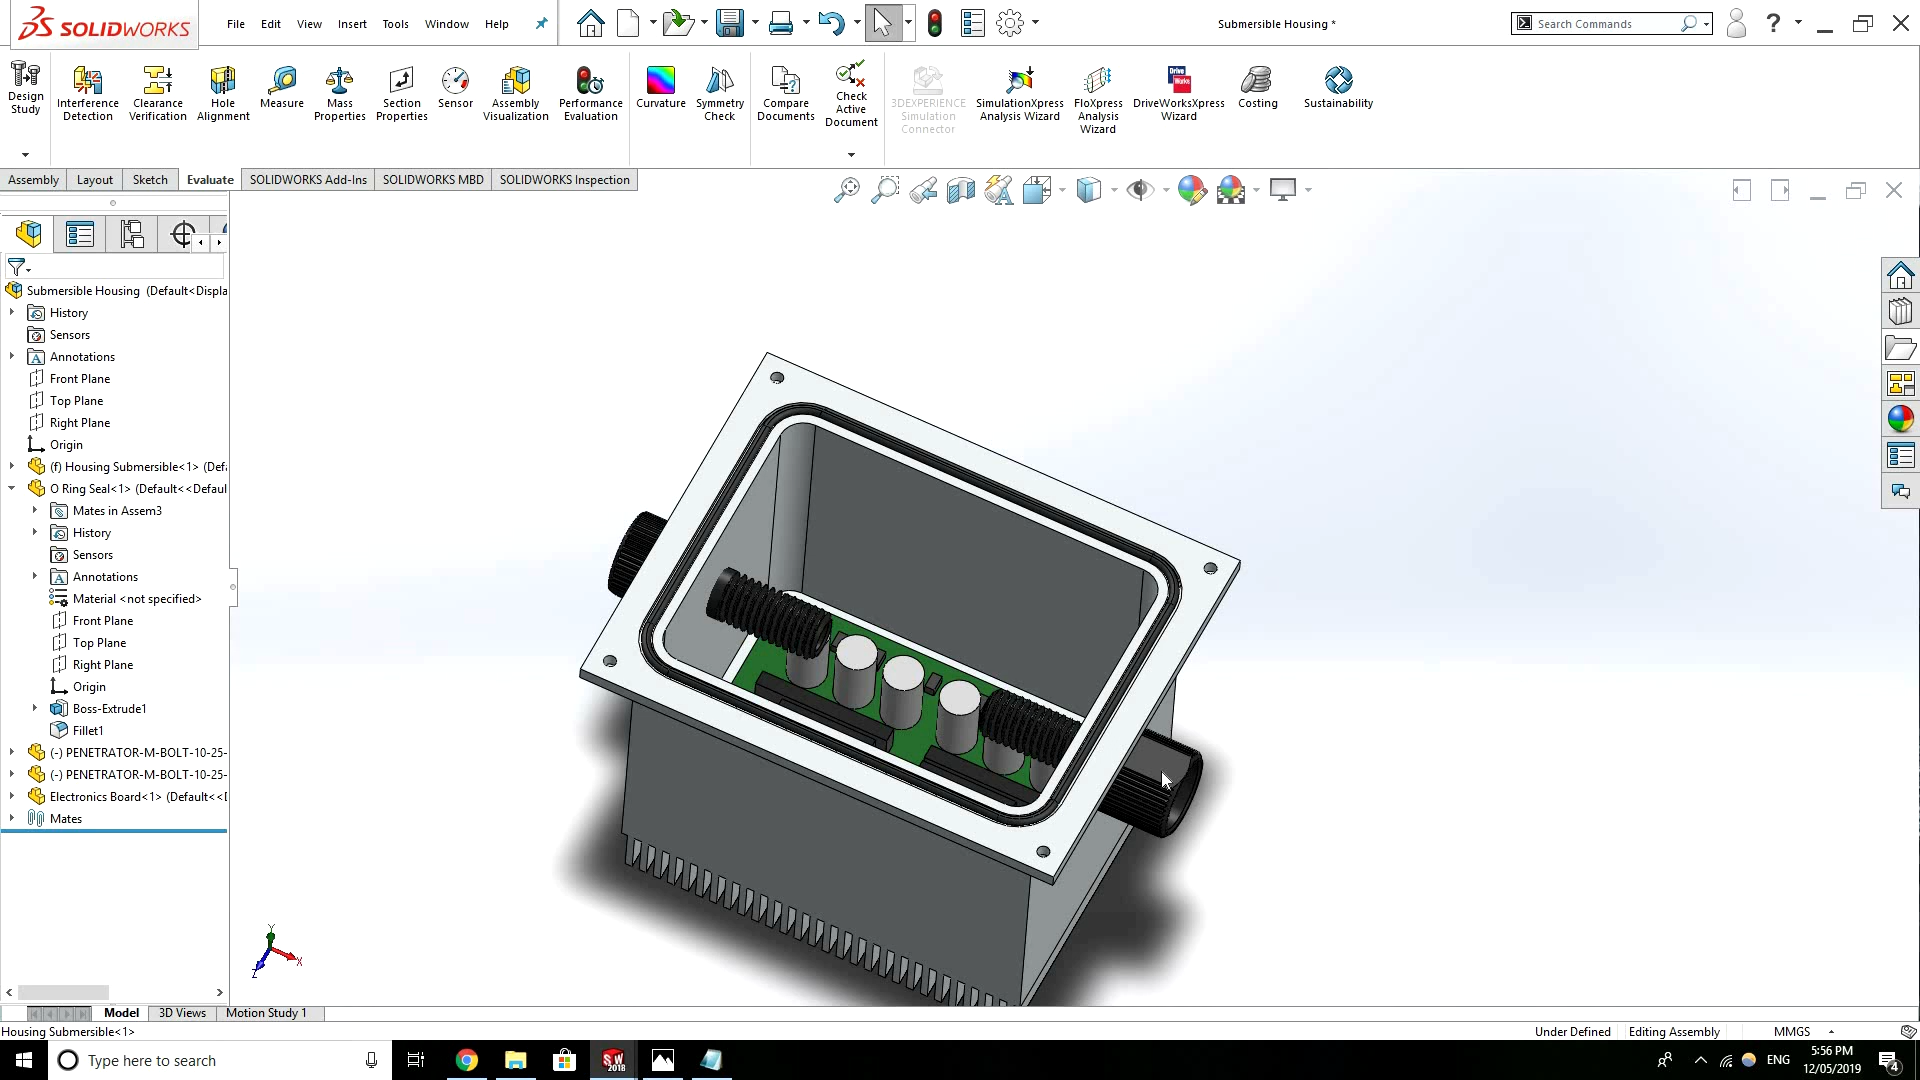 SOLIDWORKS
File Edit View Insert Tools Window Help
Submersible Housing *
Search Commands
?
Design Study
Interference Detection
Clearance Verification
Hole Alignment
Measure
Mass Properties
Section Properties
Sensor
Assembly Visualization
Performance Evaluation
Curvature
Symmetry Check
Compare Documents
Check Active Document
3DEXPERIENCE Simulation Connector
SimulationXpress Analysis Wizard
FloXpress Analysis Wizard
DriveWorksXpress Wizard
Costing
Sustainability
Assembly Layout Sketch Evaluate SOLIDWORKS Add-Ins SOLIDWORKS MBD SOLIDWORKS Inspection
Submersible Housing (Default<Displa
History
Sensors
Annotations
Front Plane
Top Plane
Right Plane
Origin
(f) Housing Submersible<1> (Defa
O Ring Seal<1> (Default<<Defaul
Mates in Assem3
History
Sensors
Annotations
Material <not specified>
Front Plane
Top Plane
Right Plane
Origin
Boss-Extrude1
Fillet1
(-) PENETRATOR-M-BOLT-10-25-
(-) PENETRATOR-M-BOLT-10-25-
Electronics Board<1> (Default<<D
Mates
Y
X
Z
Model 3D Views Motion Study 1
Housing Submersible<1>
Under Defined Editing Assembly MMGS
Type here to search
SW 2018
ENG
5:56 PM
12/05/2019
4